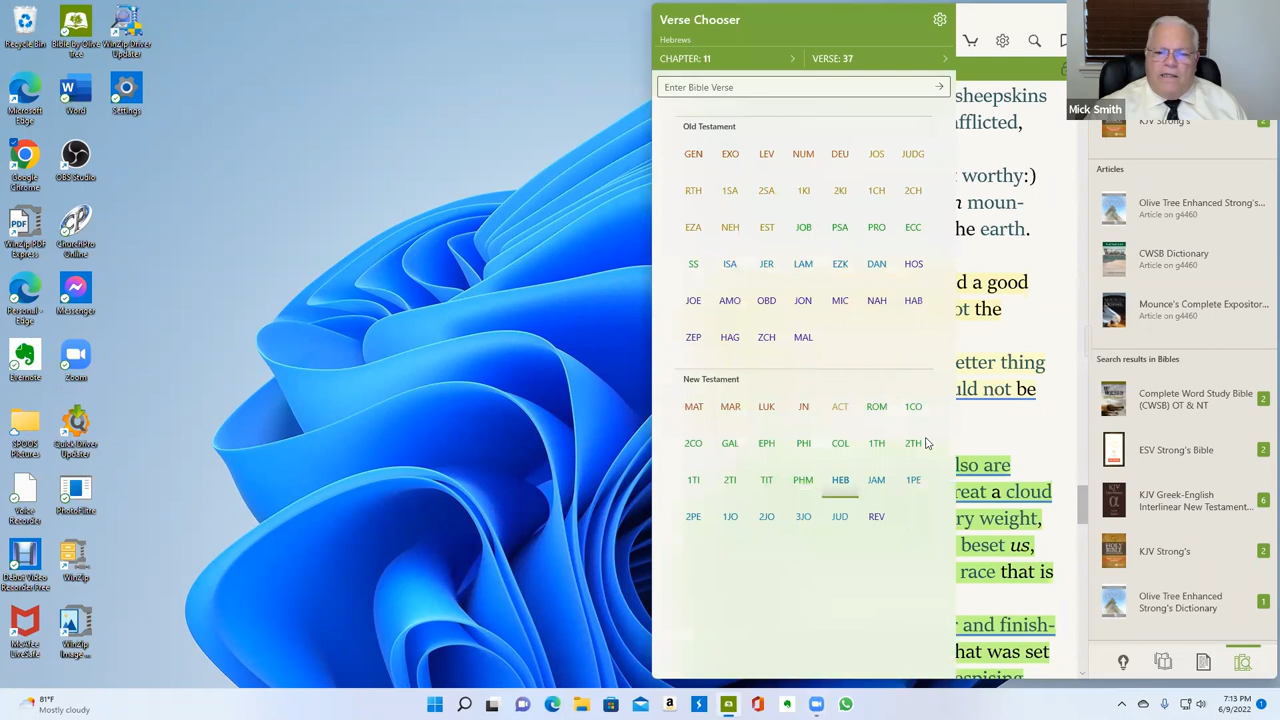 Recycle Bin
Bible by Olive Tree
WinZip Driver Updater
Microsoft Edge
Word
Settings
Google Chrome
OBS Studio
WinZip PDF Express
ChurchPro Online
Personal - Edge
Messenger
Evernote
Zoom
SPOOS Pictures
Quick Driver Updater
Voice Recorder
PhotoFiltre
Debut Video Recorder Free
WinZip
McAfee LiveSafe
WinZip Image ...
Verse Chooser
Hebrews
CHAPTER: 11
VERSE: 37
Enter Bible Verse
Old Testament
GEN EXO LEV NUM DEU JOS JUDG
RTH 1SA 2SA 1KI 2KI 1CH 2CH
EZA NEH EST JOB PSA PRO ECC
SS ISA JER LAM EZK DAN HOS
JOE AMO OBD JON MIC NAH HAB
ZEP HAG ZCH MAL
New Testament
MAT MAR LUK JN ACT ROM 1CO
2CO GAL EPH PHI COL 1TH 2TH
1TI 2TI TIT PHM HEB JAM 1PE
2PE 1JO 2JO 3JO JUD REV
sheepskins
afflicted,
worthy:)
moun-
he earth.
d a good
ot the
etter thing
uld not be
lso are
reat a cloud
ry weight,
beset us,
race that is
r and finish-
hat was set
espising
Mick Smith
KJV Strong's
2
Articles
Olive Tree Enhanced Strong's...
Article on g4460
CWSB Dictionary
Article on g4460
Mounce's Complete Expositor...
Article on g4460
Search results in Bibles
Complete Word Study Bible
(CWSB) OT & NT
2
ESV Strong's Bible
2
KJV Greek-English
Interlinear New Testament...
6
KJV Strong's
2
Olive Tree Enhanced
Strong's Dictionary
1
81°F
Mostly cloudy
7:13 PM
6/9/2022
1